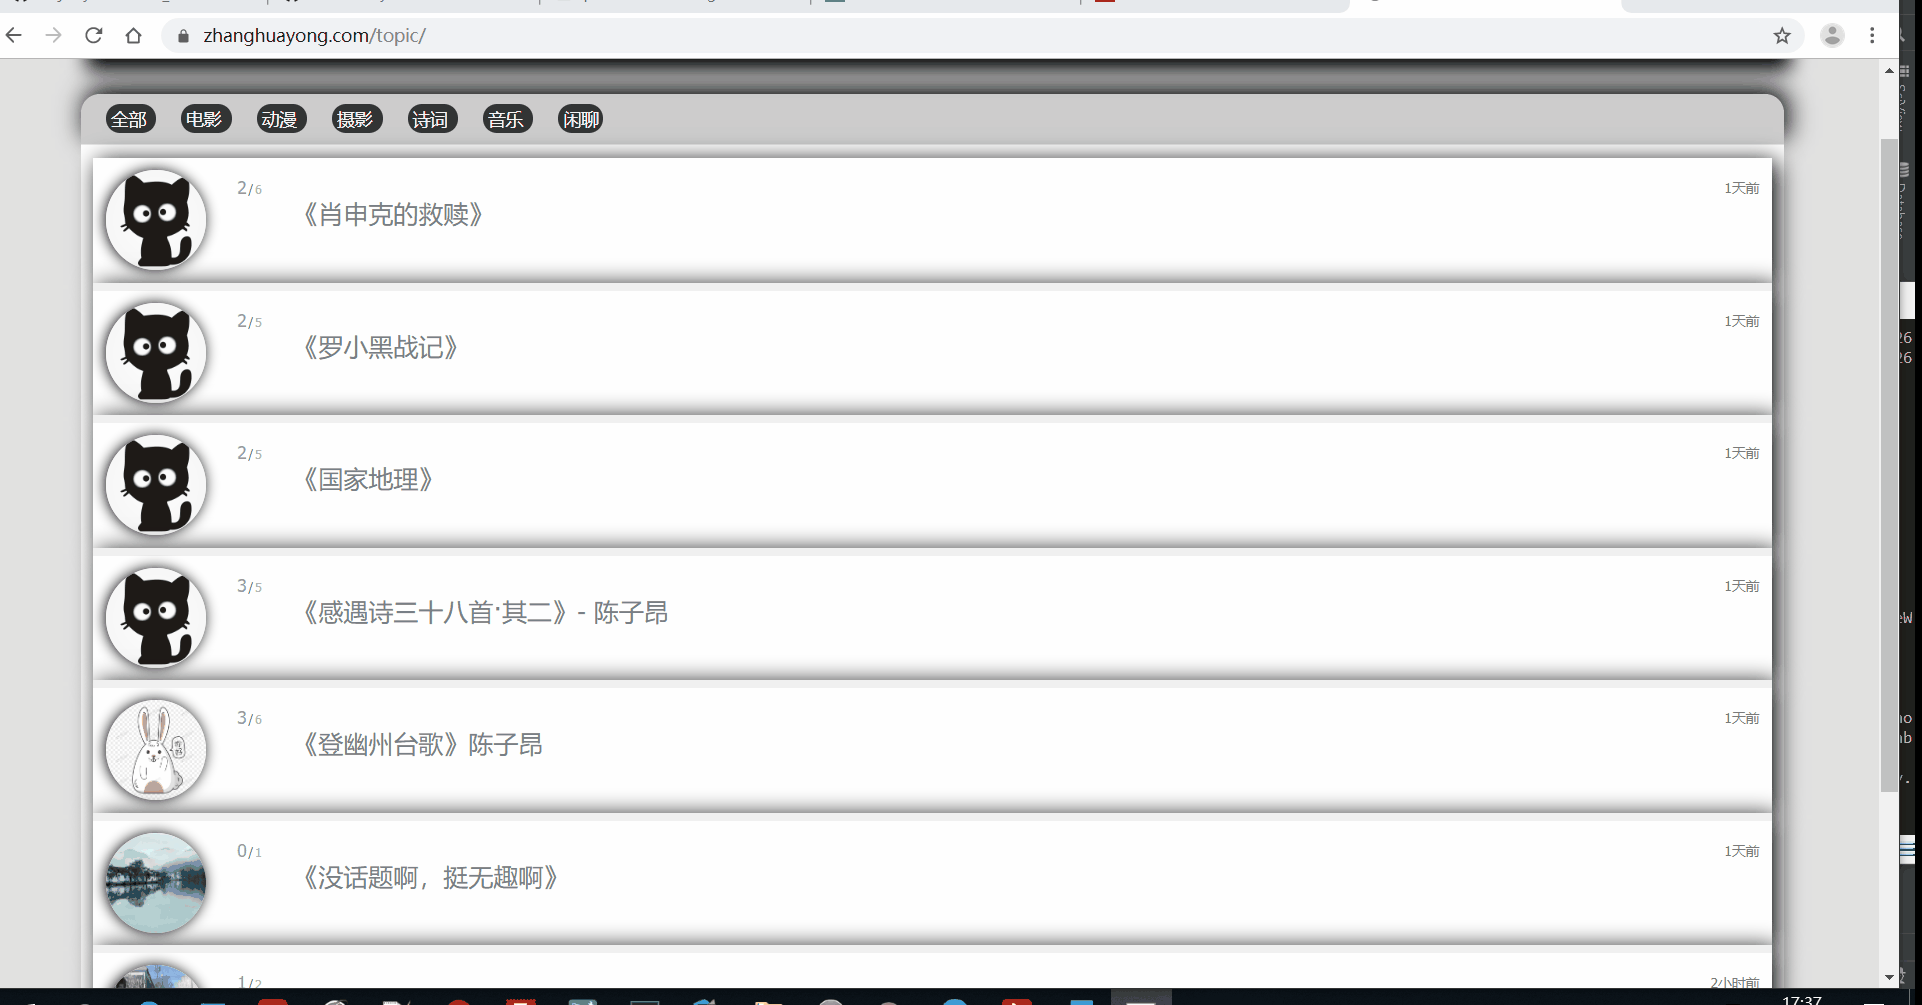 zhanghuayong.com/topic/
全部 电影 动漫 摄影 诗词 音乐 闲聊
2/6 1天前
《肖申克的救赎》
2/5 1天前
《罗小黑战记》
2/5 1天前
《国家地理》
3/5 1天前
《感遇诗三十八首·其二》- 陈子昂
3/6 1天前
《登幽州台歌》陈子昂
0/1 1天前
《没话题啊，挺无趣啊》
1/2 2小时前
17:37